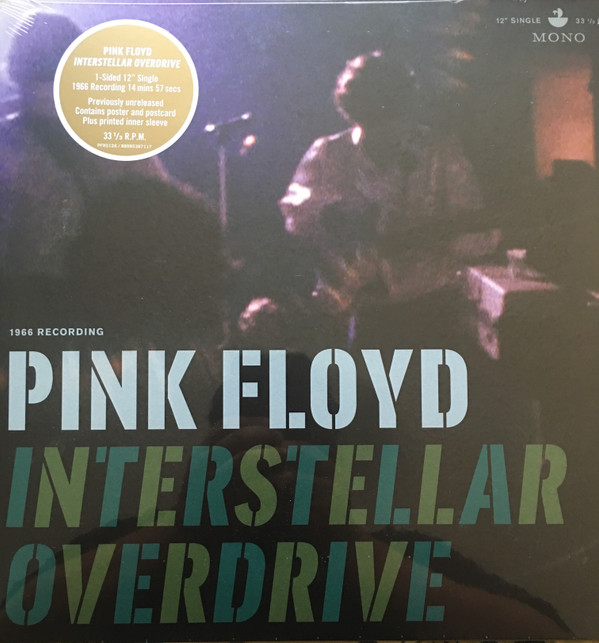 12" SINGLE 33 ⅓
MONO
PINK FLOYD
INTERSTELLAR OVERDRIVE
1-Sided 12" Single
1966 Recording 14 mins 57 secs
Previously unreleased
Contains poster and postcard
Plus printed inner sleeve
33 ⅓ R.P.M.
1966 RECORDING
PINK FLOYD
INTERSTELLAR
OVERDRIVE